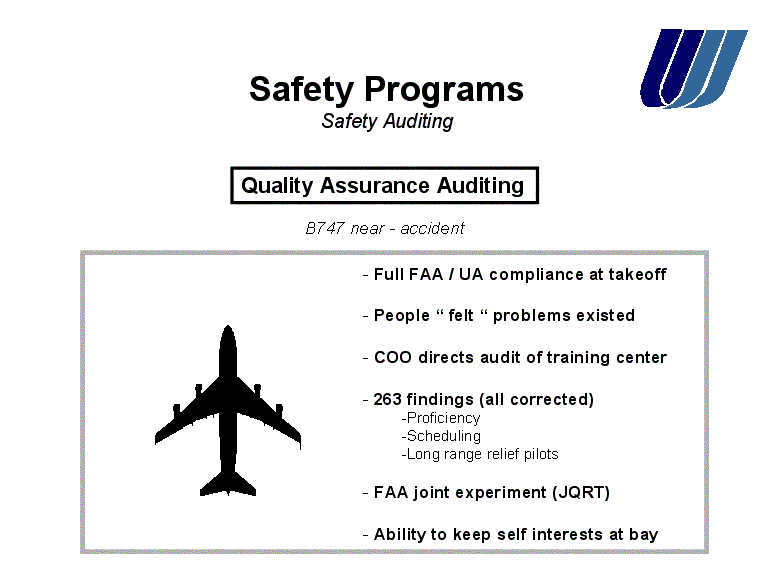 Safety Programs
Safety Auditing
Quality Assurance Auditing
B747 near - accident
- Full FAA / UA compliance at takeoff
- People “ felt “ problems existed
- COO directs audit of training center
- 263 findings (all corrected)
-Proficiency
-Scheduling
-Long range relief pilots
- FAA joint experiment (JQRT)
- Ability to keep self interests at bay